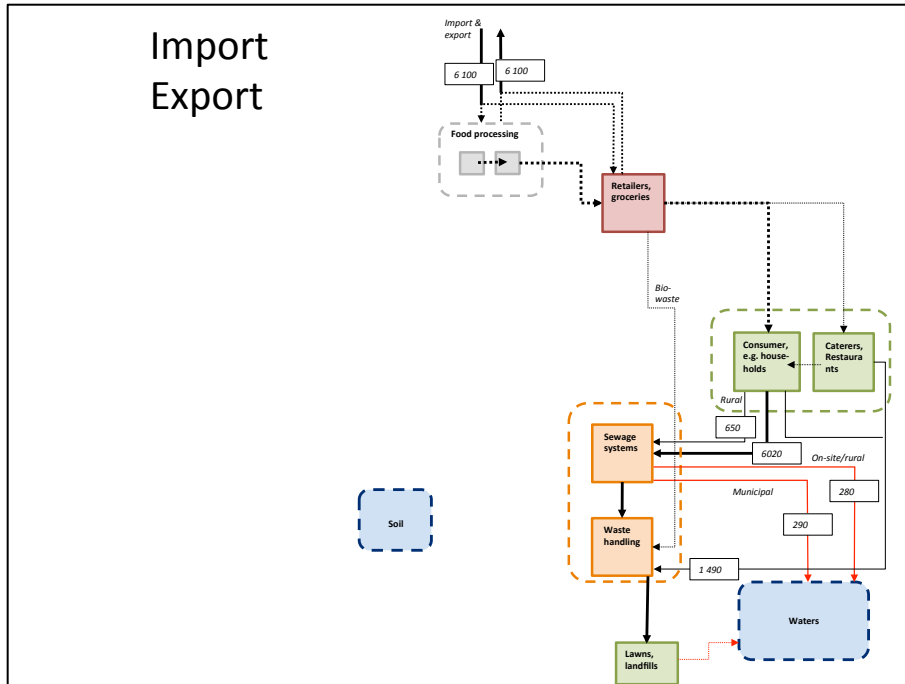 Import
Export
Import &
export
6 100
6 100
Food processing
Retailers,
groceries
Bio-
waste
Consumer,
e.g. house-
holds
Caterers,
Restaura
nts
Rural
650
Sewage
systems
6020
On-site/rural
Municipal
280
290
Soil
Waste
handling
1 490
Waters
Lawns,
landfills